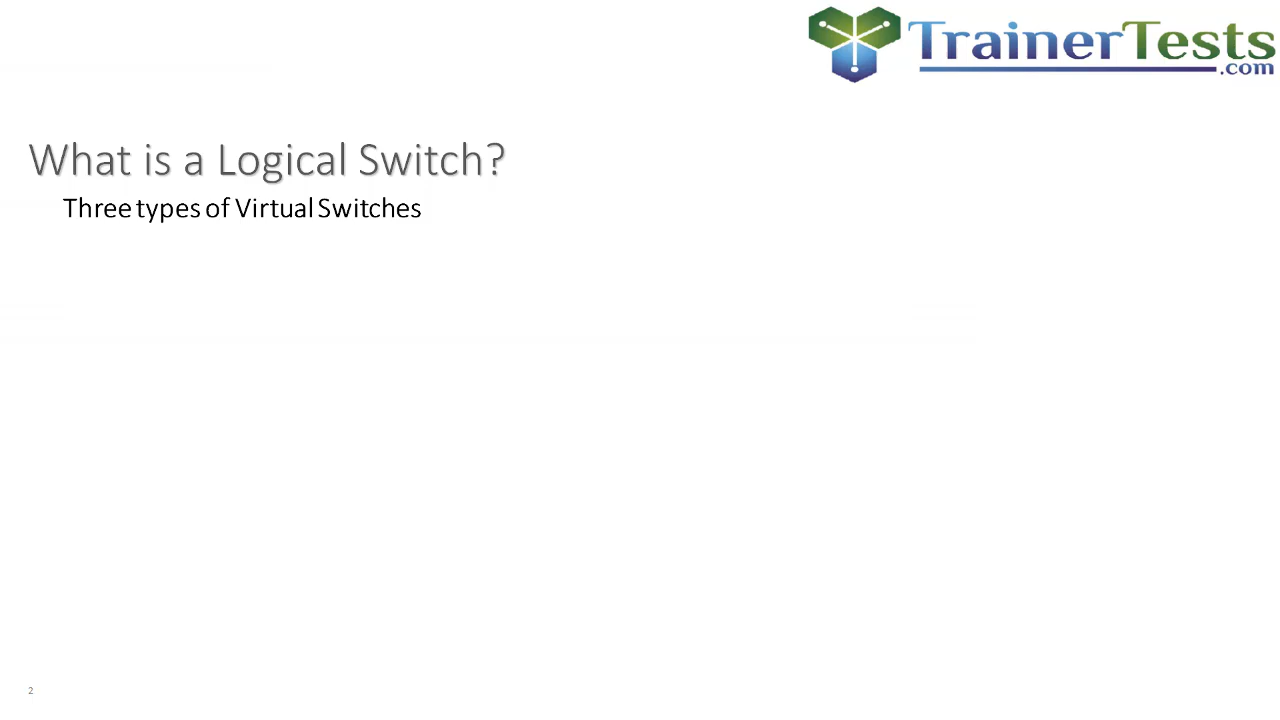 TrainerTests
.com
What is a Logical Switch?
Three types of Virtual Switches
2